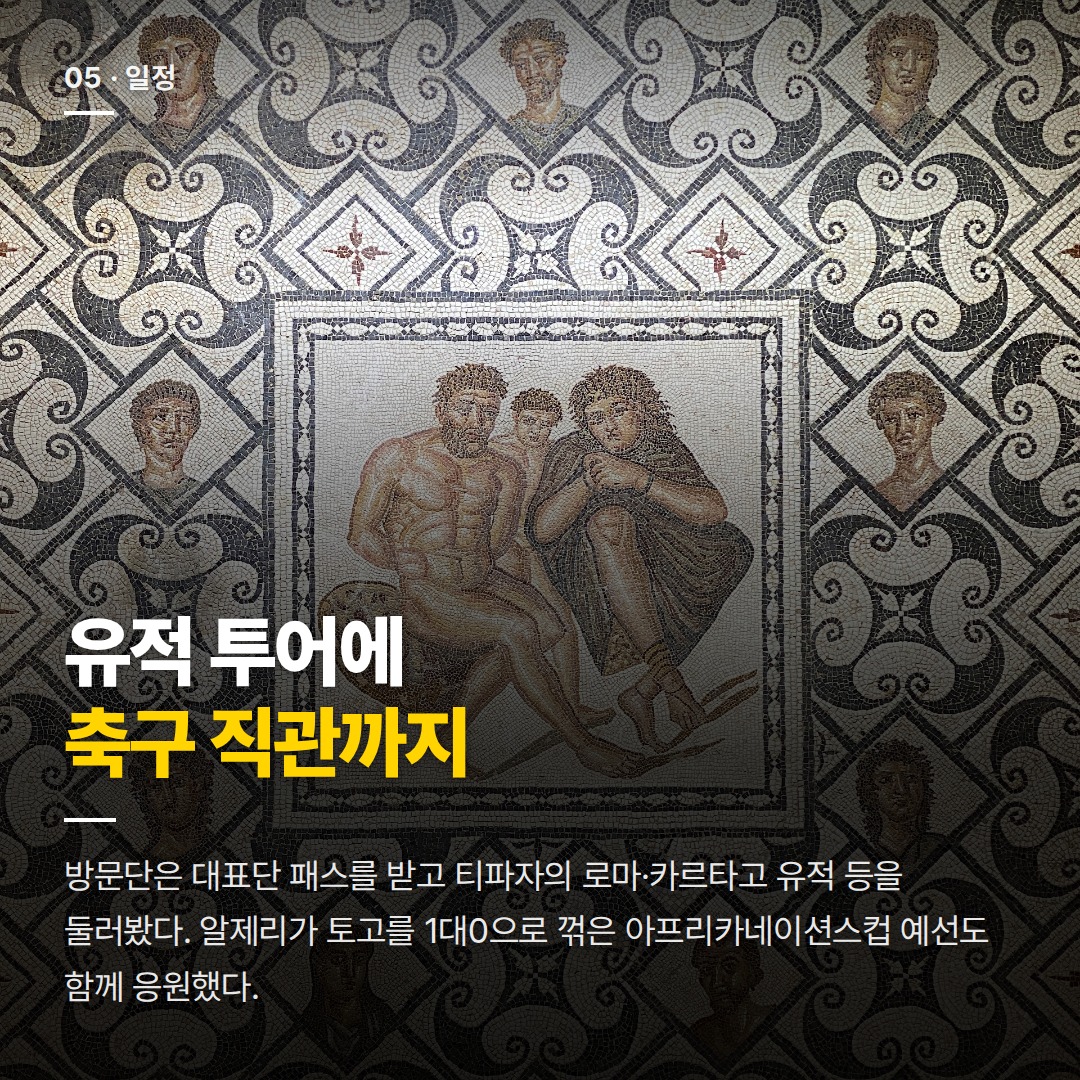 05 · 일정
유적 투어에
축구 직관까지
방문단은 대표단 패스를 받고 티파자의 로마·카르타고 유적 등을
둘러봤다. 알제리가 토고를 1대0으로 꺾은 아프리카네이션스컵 예선도
함께 응원했다.